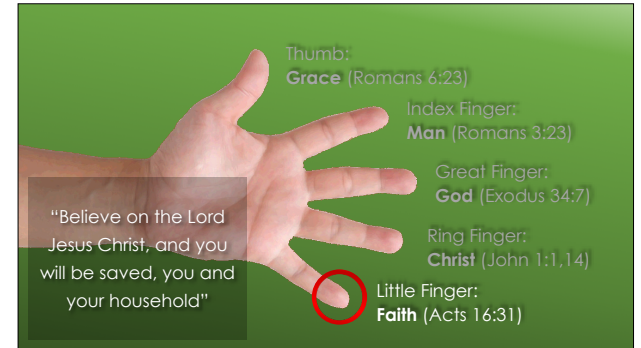 Thumb:
Grace (Romans 6:23)
Index Finger:
Man (Romans 3:23)
Great Finger:
God (Exodus 34:7)
Ring Finger:
Christ (John 1:1,14)
Little Finger:
Faith (Acts 16:31)
“Believe on the Lord
Jesus Christ, and you
will be saved, you and
your household”